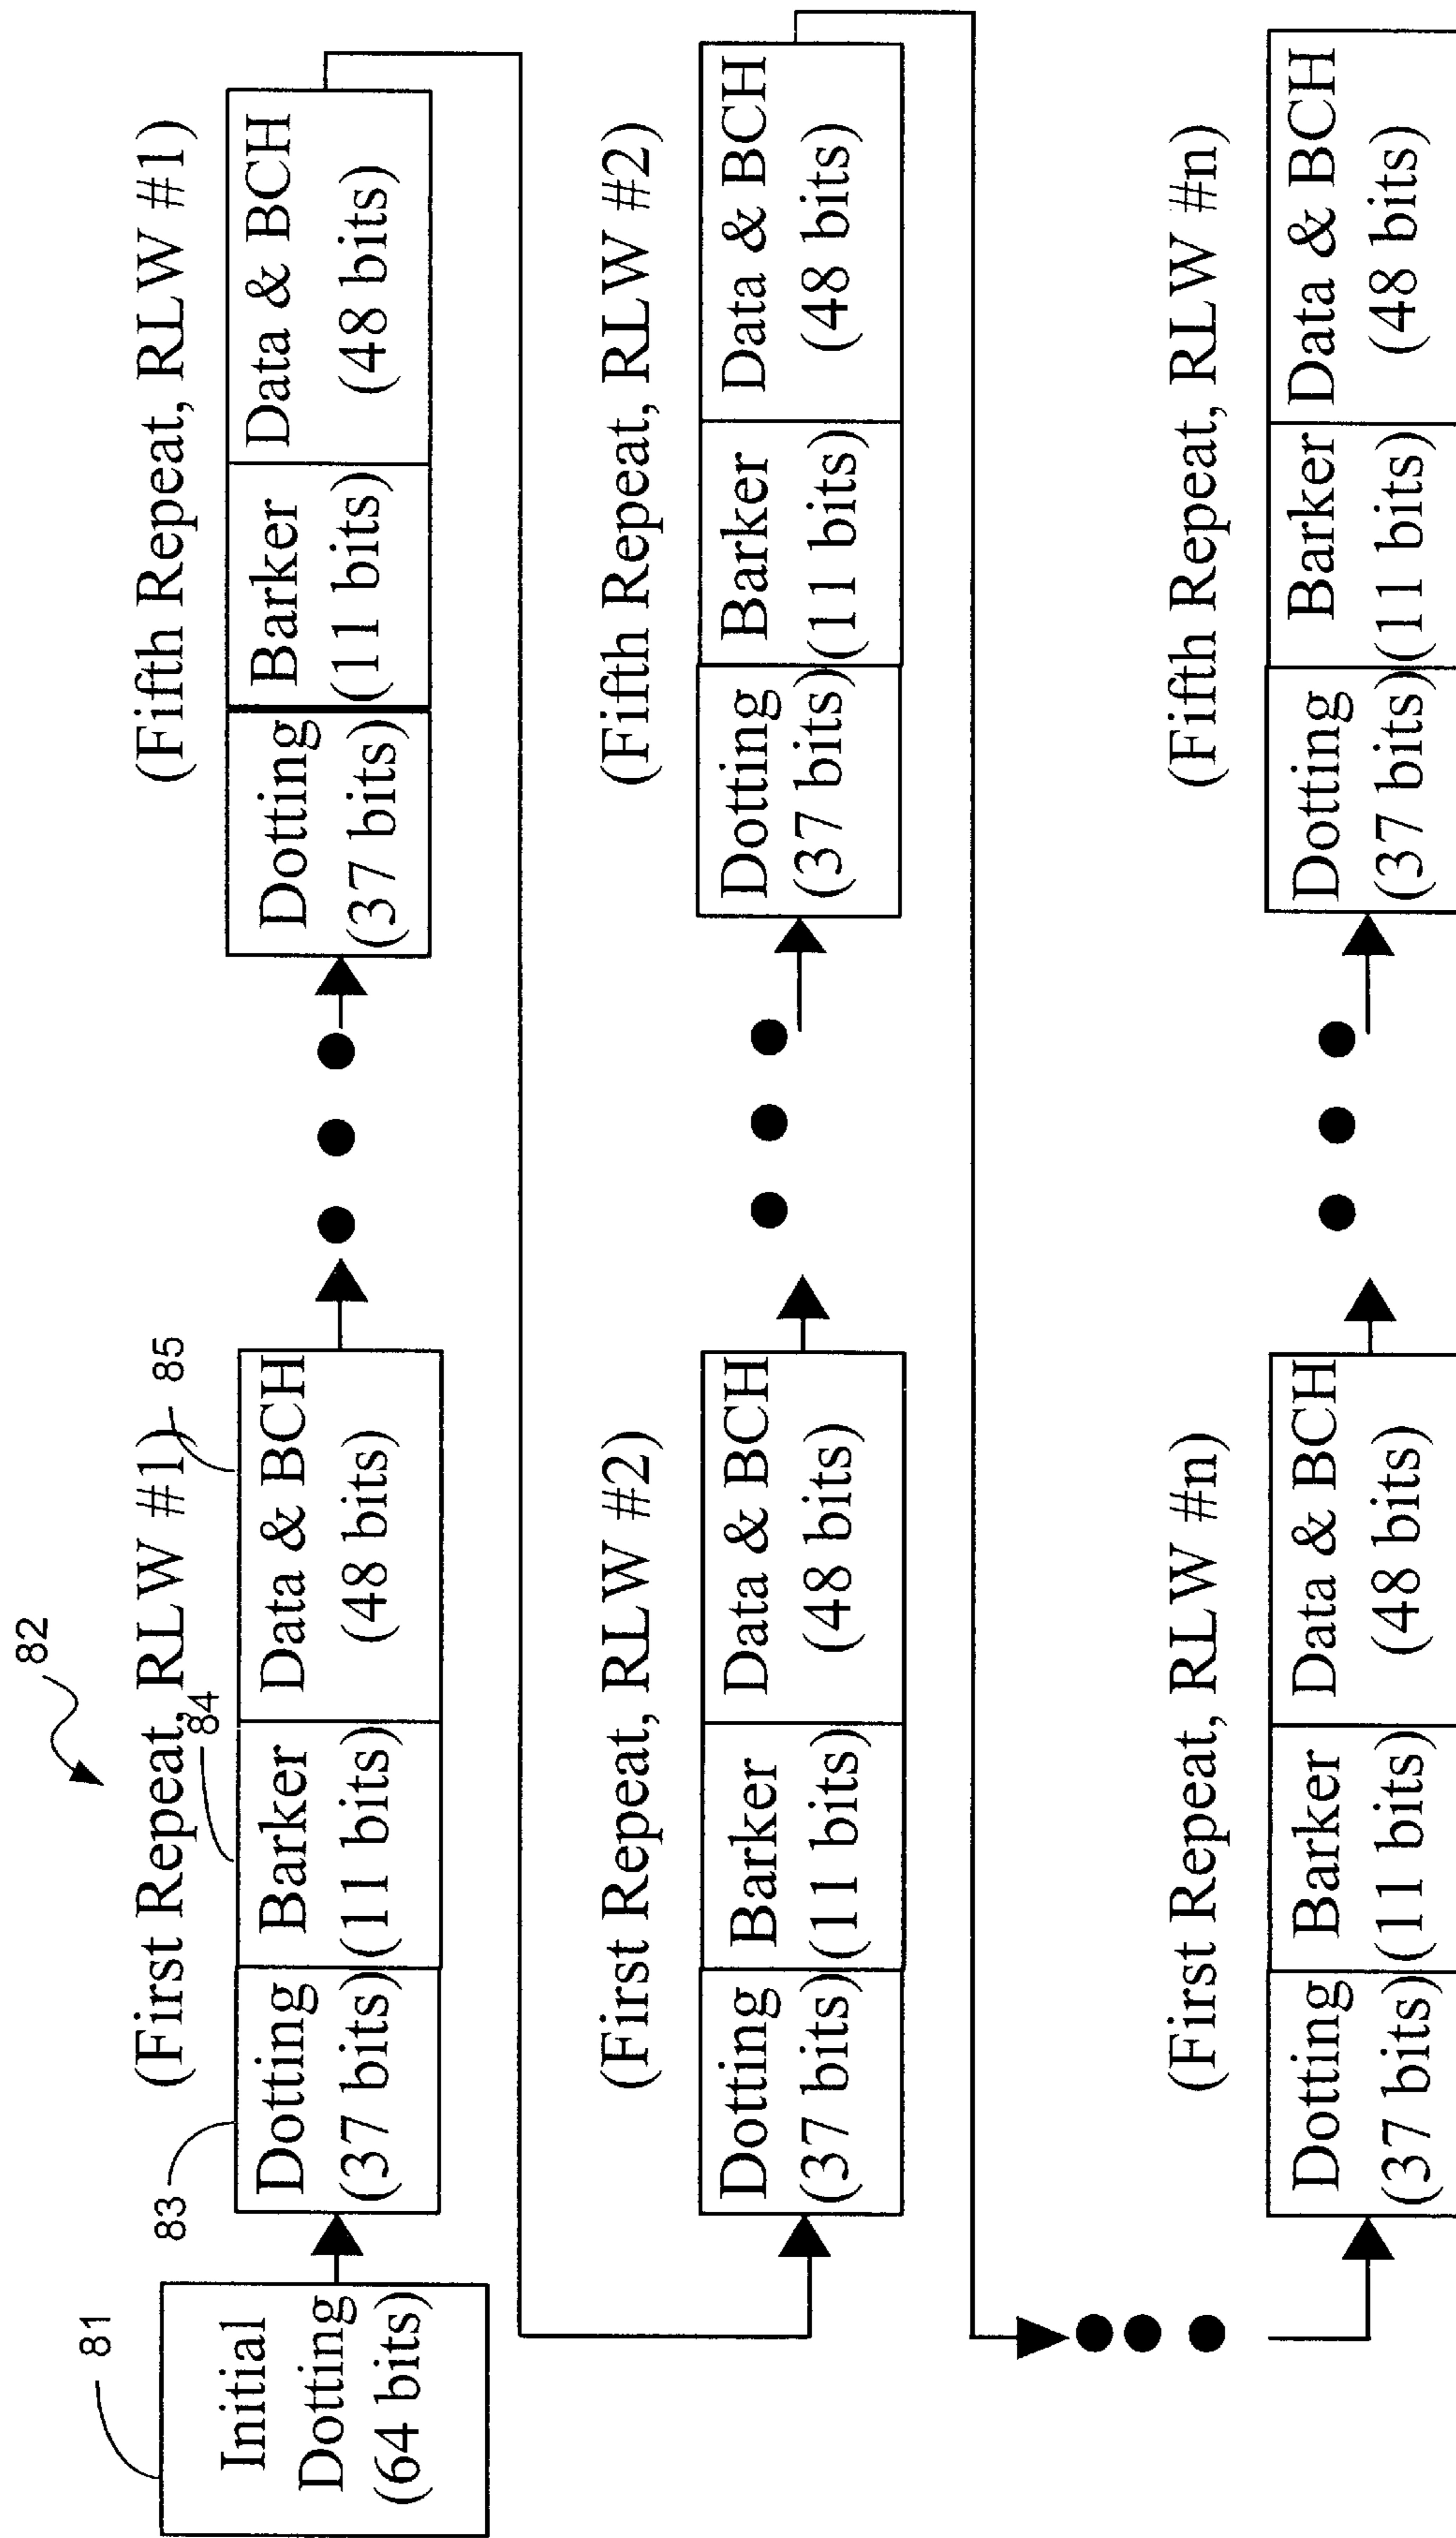 82
81
83
84
85
(First Repeat, RLW #1)
(Fifth Repeat, RLW #1)
Initial
Dotting
(64 bits)
Dotting
(37 bits)
Barker
(11 bits)
Data & BCH
(48 bits)
Dotting
(37 bits)
Barker
(11 bits)
Data & BCH
(48 bits)
(First Repeat, RLW #2)
(Fifth Repeat, RLW #2)
Dotting
(37 bits)
Barker
(11 bits)
Data & BCH
(48 bits)
Dotting
(37 bits)
Barker
(11 bits)
Data & BCH
(48 bits)
(First Repeat, RLW #n)
(Fifth Repeat, RLW #n)
Dotting
(37 bits)
Barker
(11 bits)
Data & BCH
(48 bits)
Dotting
(37 bits)
Barker
(11 bits)
Data & BCH
(48 bits)